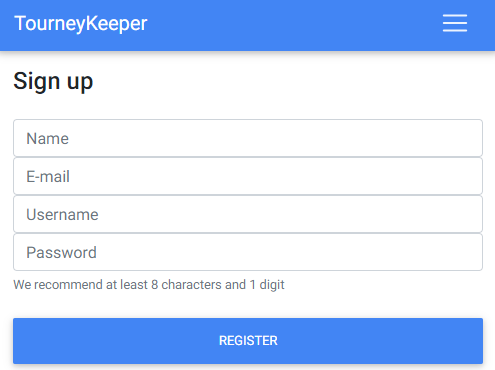 TourneyKeeper
Sign up
Name
E-mail
Username
Password
We recommend at least 8 characters and 1 digit
REGISTER